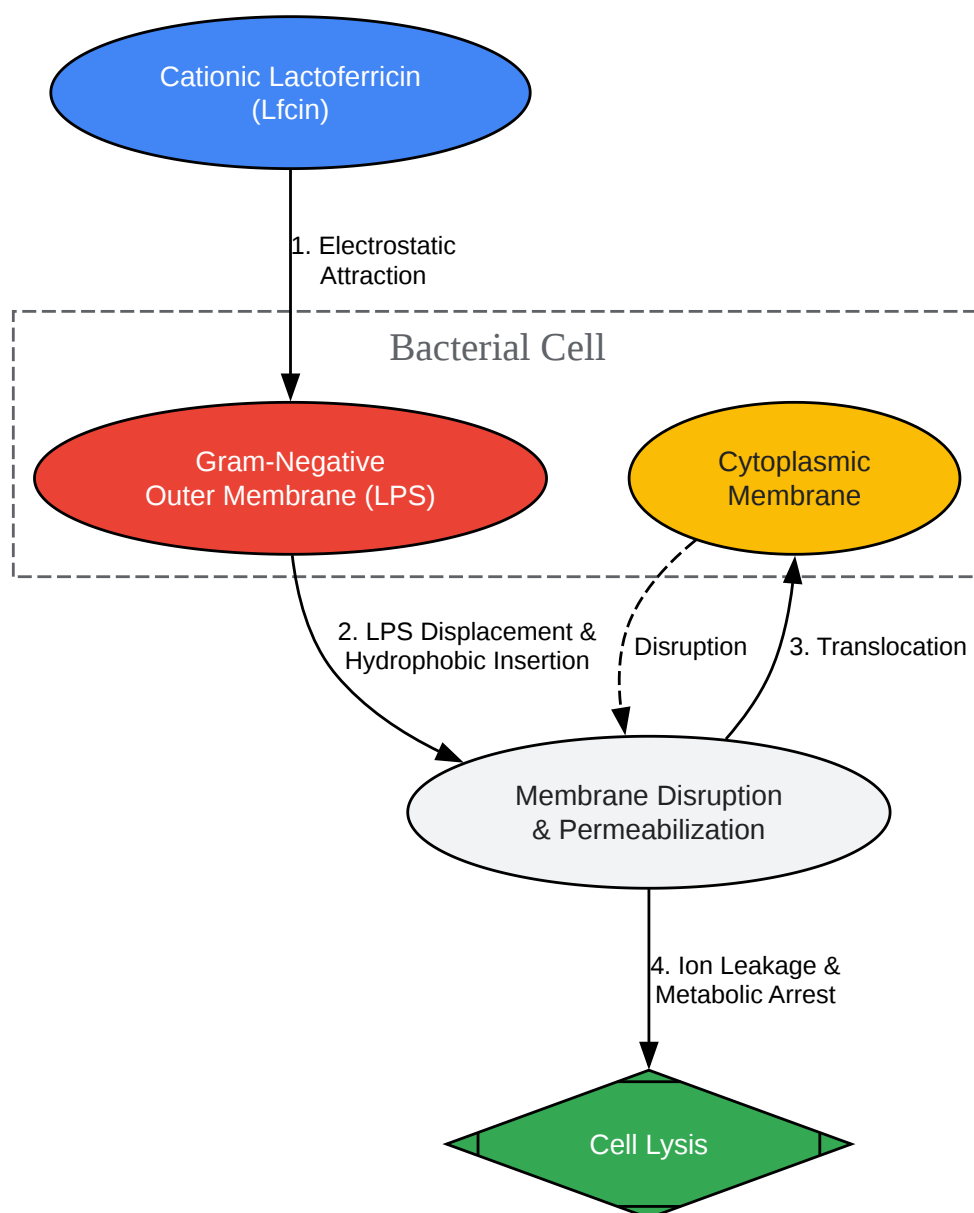 Cationic Lactoferricin
(Lfcin)
1. Electrostatic
Attraction
Bacterial Cell
Gram-Negative
Outer Membrane (LPS)
Cytoplasmic
Membrane
2. LPS Displacement &
Hydrophobic Insertion
Disruption
3. Translocation
Membrane Disruption
& Permeabilization
4. Ion Leakage &
Metabolic Arrest
Cell Lysis